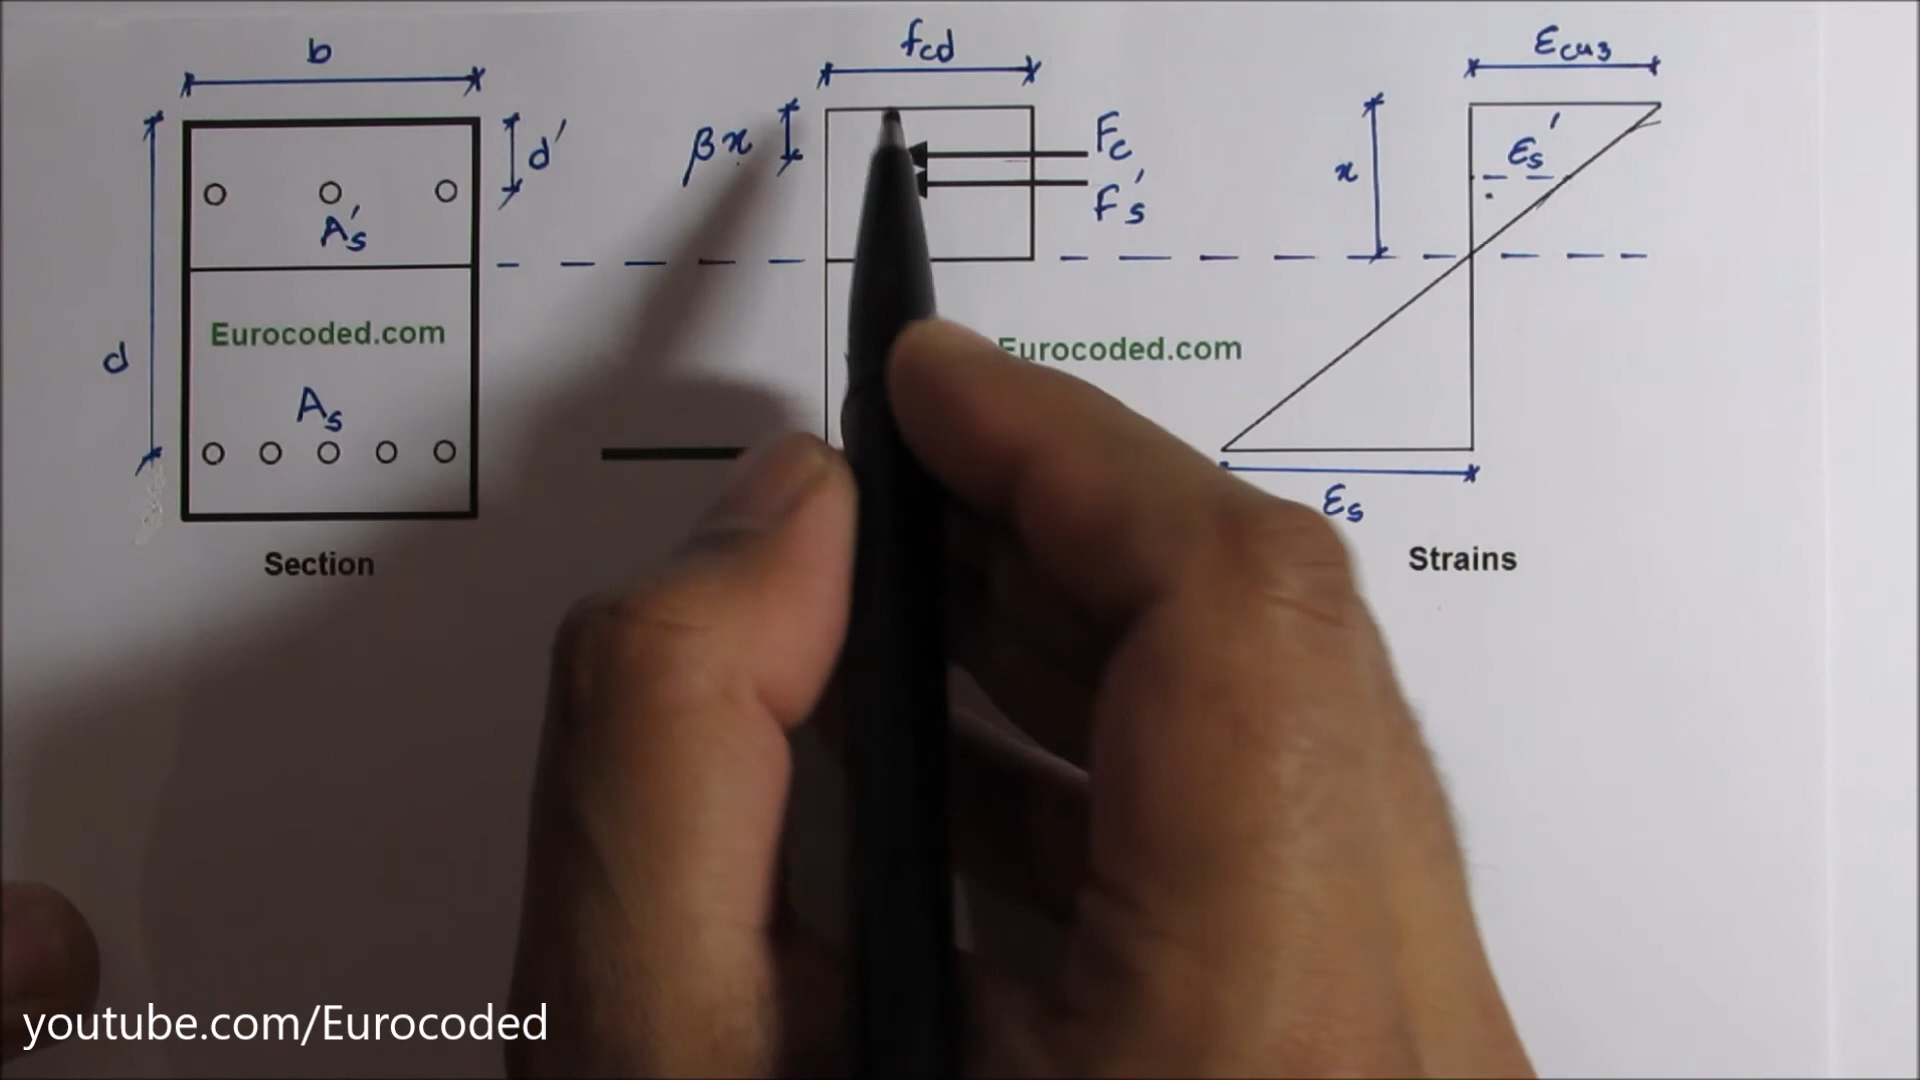 b
d
d'
A's
Eurocoded.com
As
Section
fcd
βx
Fc
F's
Eurocoded.com
εcu3
x
εs'
εs
Strains
youtube.com/Eurocoded